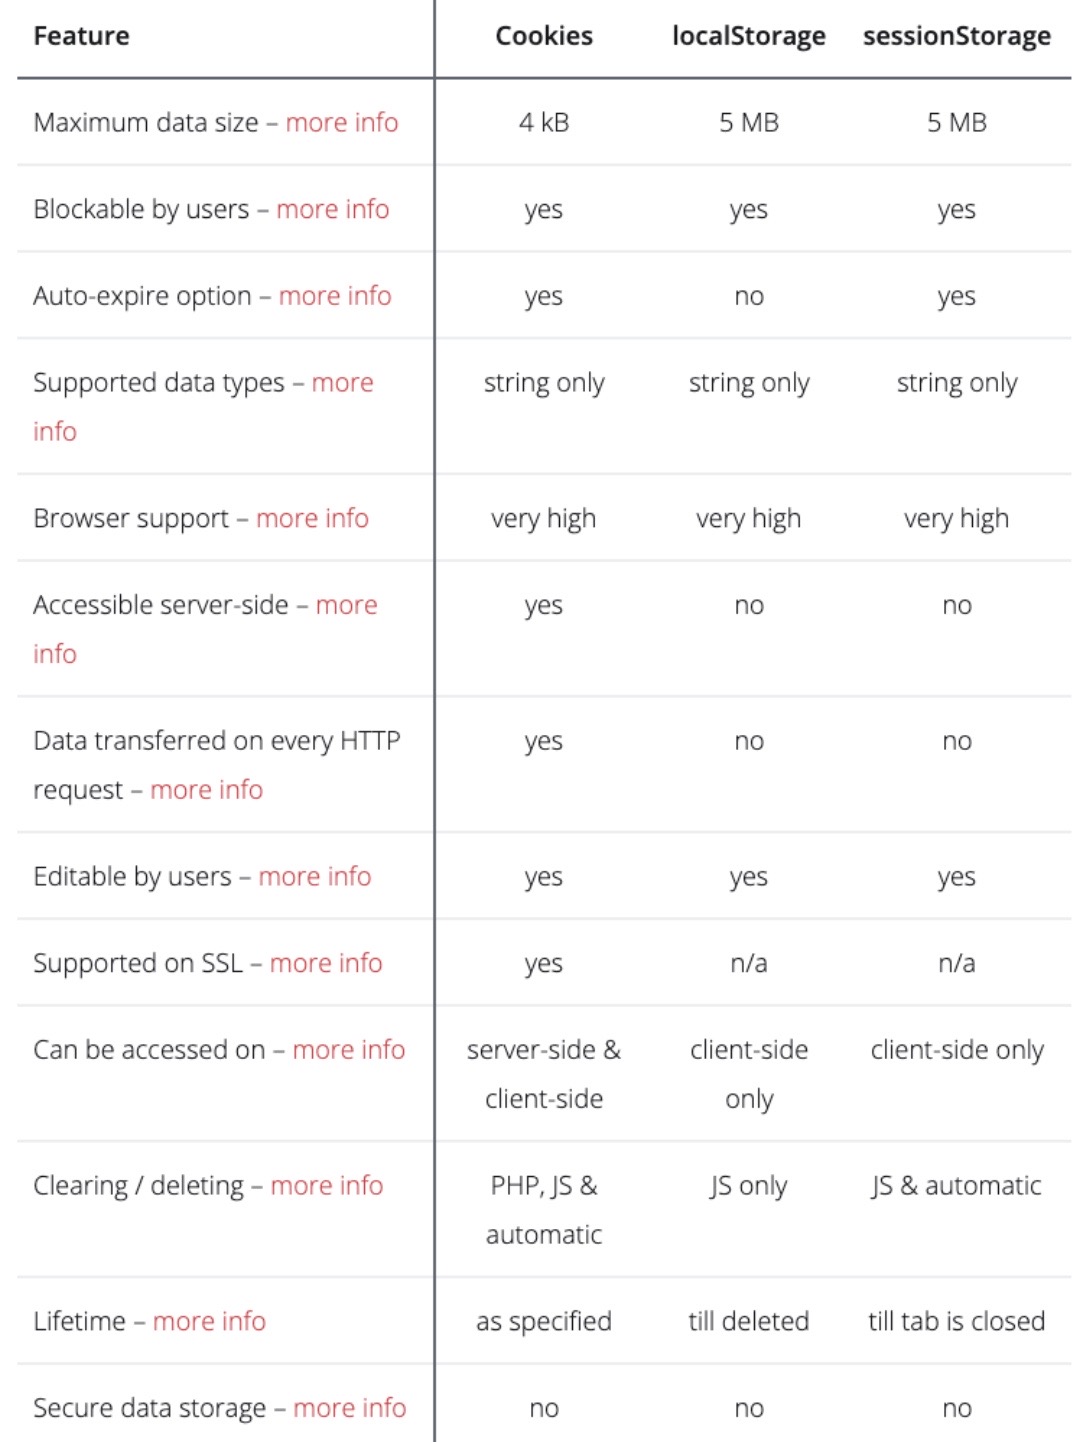 Feature Cookies localStorage sessionStorage
Maximum data size – more info 4 kB 5 MB 5 MB
Blockable by users – more info yes yes yes
Auto-expire option – more info yes no yes
Supported data types – more string only string only string only
info
Browser support – more info very high very high very high
Accessible server-side – more yes no no
info
Data transferred on every HTTP yes no no
request – more info
Editable by users – more info yes yes yes
Supported on SSL – more info yes n/a n/a
Can be accessed on – more info server-side & client-side client-side only
client-side only
Clearing / deleting – more info PHP, JS & JS only JS & automatic
automatic
Lifetime – more info as specified till deleted till tab is closed
Secure data storage – more info no no no